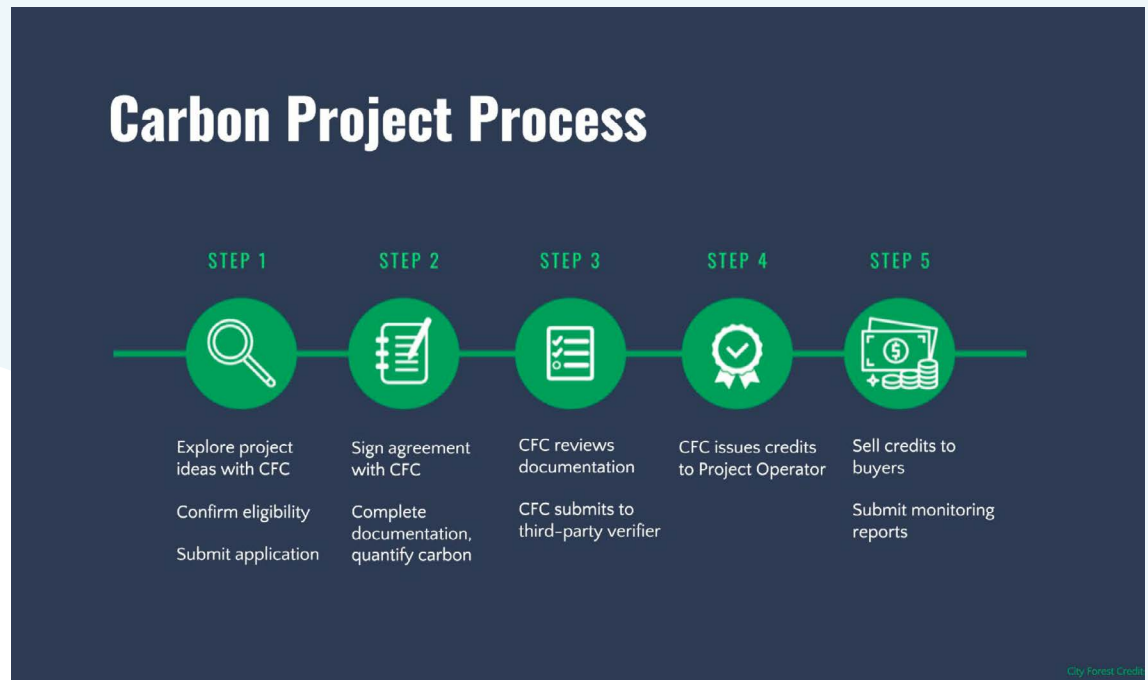 Carbon Project Process
STEP 1
Explore project
ideas with CFC
Confirm eligibility
Submit application
STEP 2
Sign agreement
with CFC
Complete
documentation,
quantify carbon
STEP 3
CFC reviews
documentation
CFC submits to
third-party verifier
STEP 4
CFC issues credits
to Project Operator
STEP 5
Sell credits to
buyers
Submit monitoring
reports
City Forest Credit